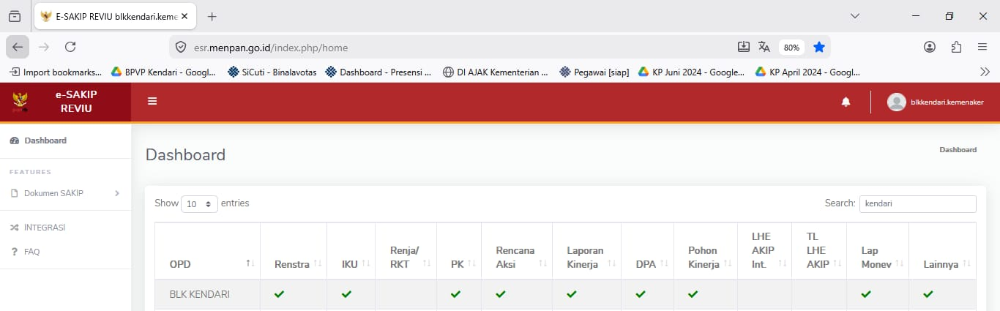 E-SAKIP REVIU blkkendari.keme
esr.menpan.go.id/index.php/home
80%
Import bookmarks...
BPVP Kendari - Googl...
SiCuti - Binalavotas
Dashboard - Presensi ...
DI AJAK Kementerian ...
Pegawai [siap]
KP Juni 2024 - Google...
KP April 2024 - Googl...
e-SAKIP
REVIU
blkkendari.kemenaker
Dashboard
FEATURES
Dokumen SAKIP
INTEGRASI
FAQ
Dashboard
Dashboard
Show 10 entries
Search: kendari
OPD
Renstra
IKU
Renja/
RKT
PK
Rencana
Aksi
Laporan
Kinerja
DPA
Pohon
Kinerja
LHE
AKIP
Int.
TL
LHE
AKIP
Lap
Monev
Lainnya
BLK KENDARI